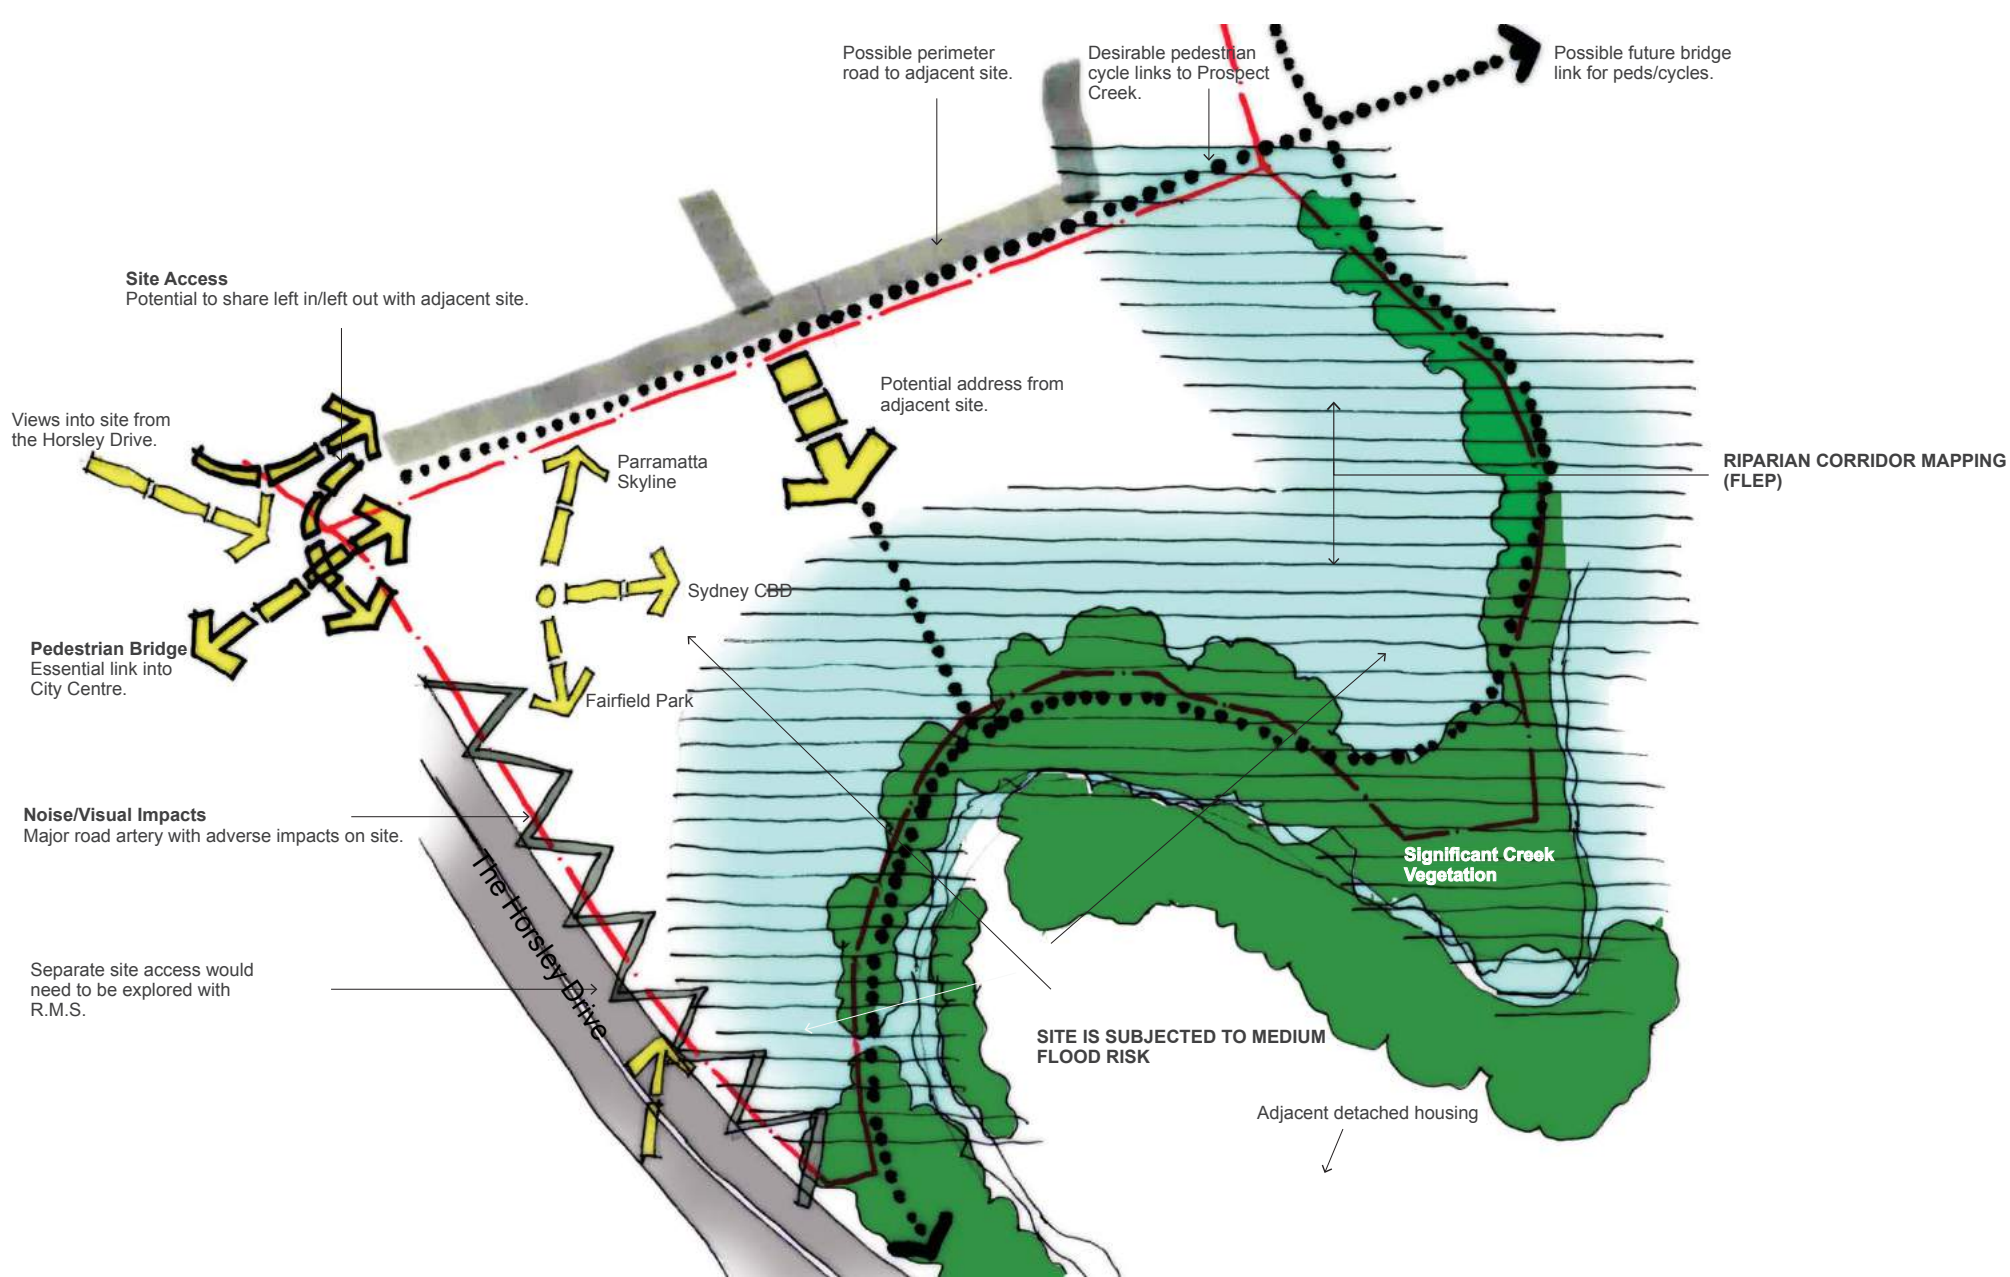 Possible perimeter
road to adjacent site.
Desirable pedestrian
cycle links to Prospect
Creek.
Possible future bridge
link for peds/cycles.
Site Access
Potential to share left in/left out with adjacent site.
Views into site from
the Horsley Drive.
Potential address from
adjacent site.
Parramatta
Skyline
RIPARIAN CORRIDOR MAPPING
(FLEP)
Sydney CBD
Pedestrian Bridge
Essential link into
City Centre.
Fairfield Park
Noise/Visual Impacts
Major road artery with adverse impacts on site.
The Horsley Drive
Significant Creek
Vegetation
Separate site access would
need to be explored with
R.M.S.
SITE IS SUBJECTED TO MEDIUM
FLOOD RISK
Adjacent detached housing